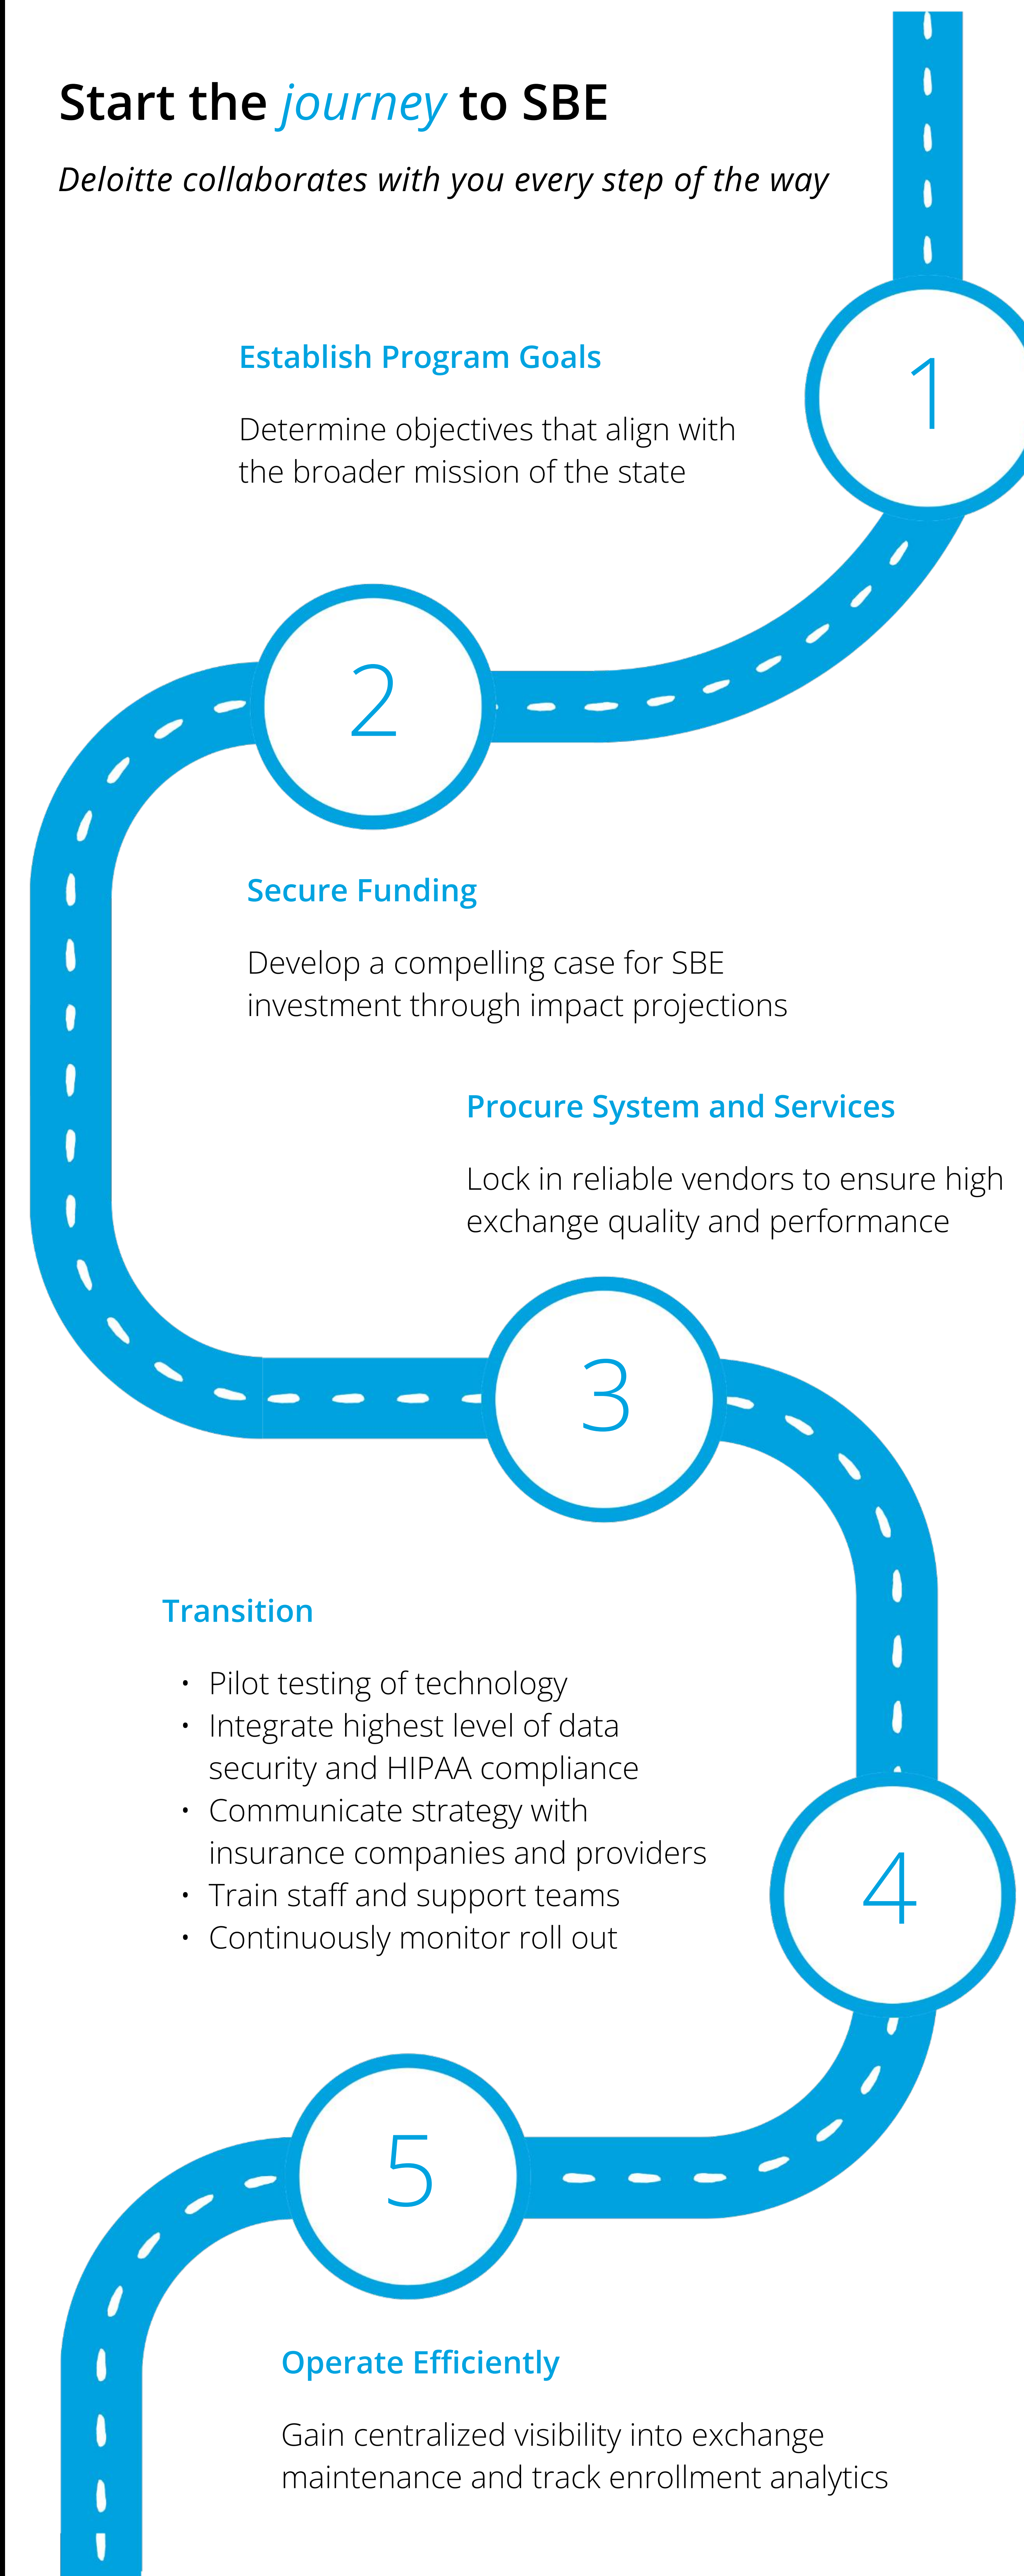 Start the journey to SBE
Deloitte collaborates with you every step of the way
1
Establish Program Goals
Determine objectives that align with
the broader mission of the state
2
Secure Funding
Develop a compelling case for SBE
investment through impact projections
Procure System and Services
Lock in reliable vendors to ensure high
exchange quality and performance
3
Transition
• Pilot testing of technology
• Integrate highest level of data
security and HIPAA compliance
• Communicate strategy with
insurance companies and providers
• Train staff and support teams
• Continuously monitor roll out
4
5
Operate Efficiently
Gain centralized visibility into exchange
maintenance and track enrollment analytics